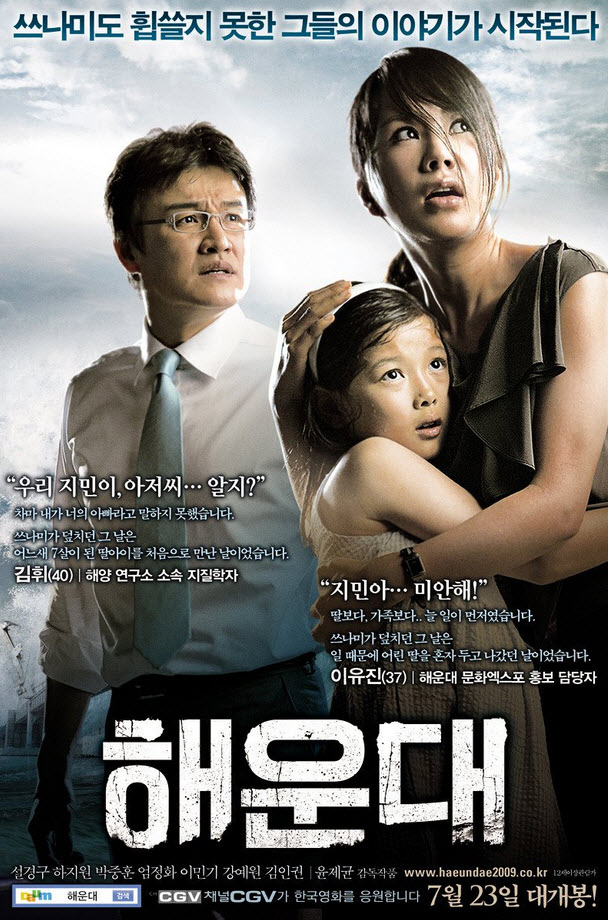 쓰나미도 휩쓸지 못한 그들의 이야기가 시작된다
“우리 지민이, 아저씨… 알지?”
차마 내가 너의 아빠라고 말하지 못했습니다.
쓰나미가 덮치던 그 날은
어느새 7살이 된 딸아이를 처음으로 만난 날이었습니다.
김휘(40) | 해양 연구소 소속 지질학자
“지민아… 미안해!”
딸보다, 가족보다.. 늘 일이 먼저였습니다.
쓰나미가 덮치던 그 날은
일 때문에 어린 딸을 혼자 두고 나갔던 날이었습니다.
이유진(37) | 해운대 문화엑스포 홍보 담당자
해운대
설경구 하지원 박중훈 엄정화 이민기 강예원 김인권 | 윤제균 감독작품 www.haeundae2009.co.kr 12세이상관람가
Daum 해운대 검색 CGV 채널CGV가 한국영화를 응원합니다 7월 23일 대개봉!